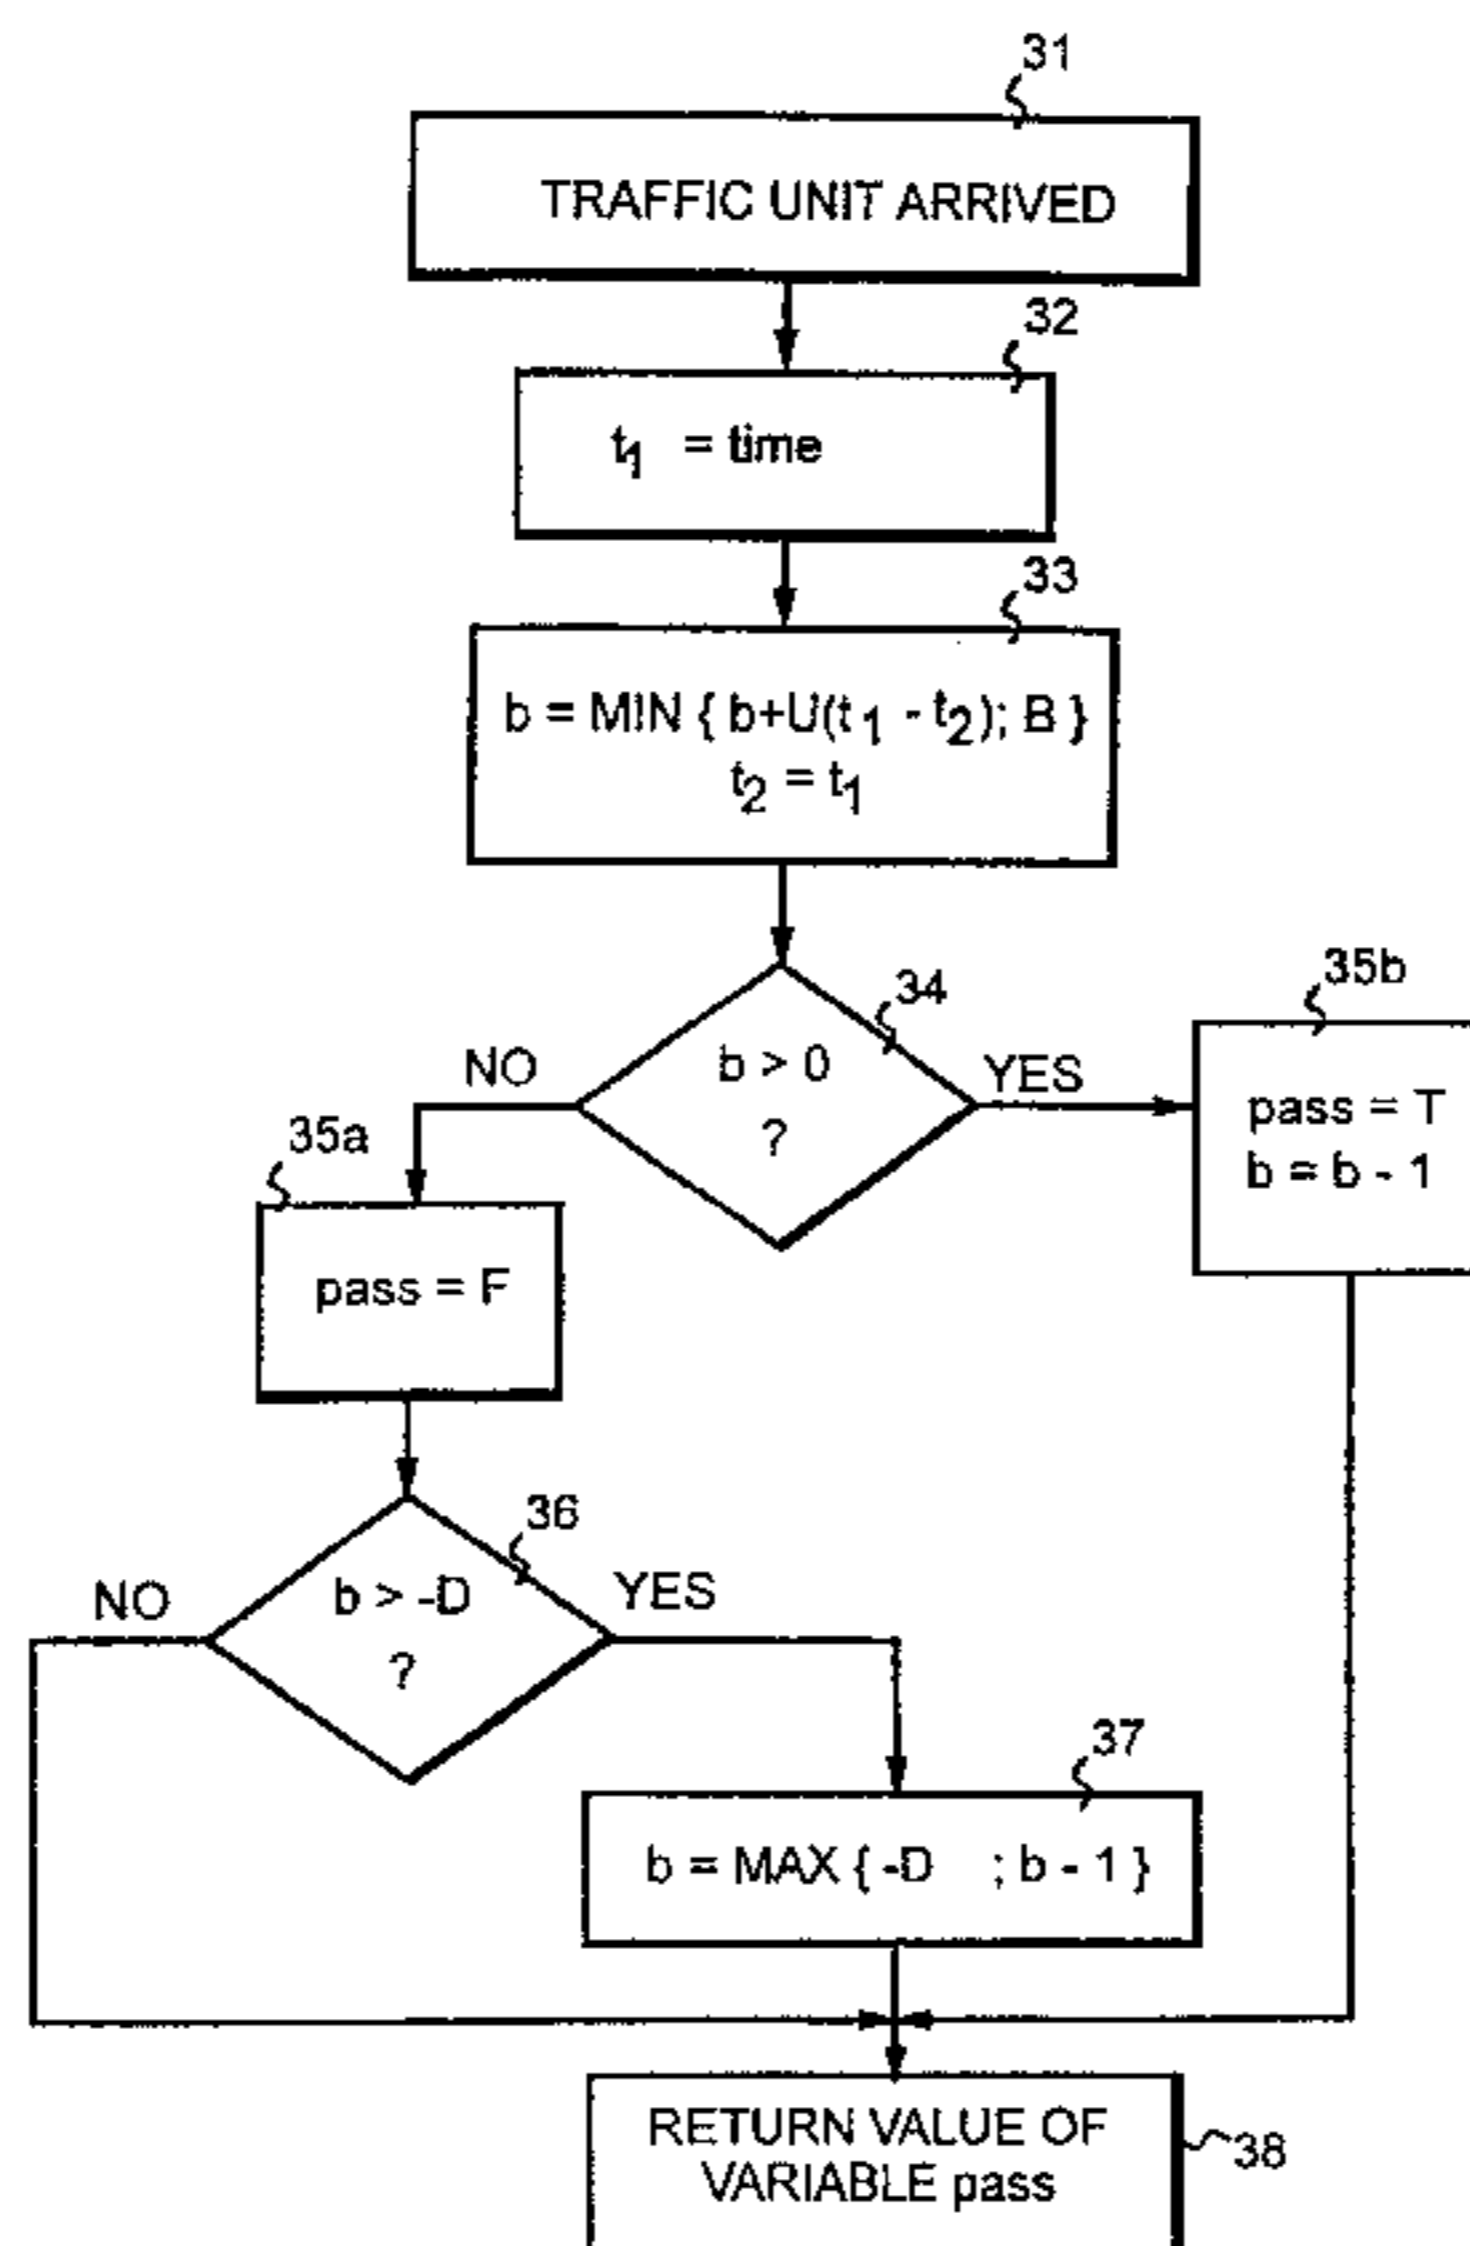 31
TRAFFIC UNIT ARRIVED
32
t1 = time
33
b = MIN { b+U(t1 - t2); B }
t2 = t1
34
b > 0
?
NO
YES
35b
pass = T
b = b - 1
35a
pass = F
36
b > -D
?
NO
YES
37
b = MAX { -D ; b - 1 }
RETURN VALUE OF
VARIABLE pass
38